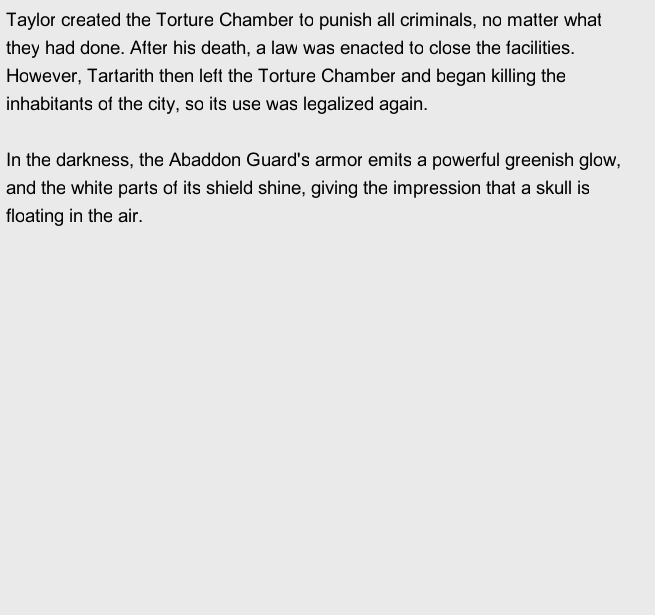 Taylor created the Torture Chamber to punish all criminals, no matter what
they had done. After his death, a law was enacted to close the facilities.
However, Tartarith then left the Torture Chamber and began killing the
inhabitants of the city, so its use was legalized again.

In the darkness, the Abaddon Guard's armor emits a powerful greenish glow,
and the white parts of its shield shine, giving the impression that a skull is
floating in the air.